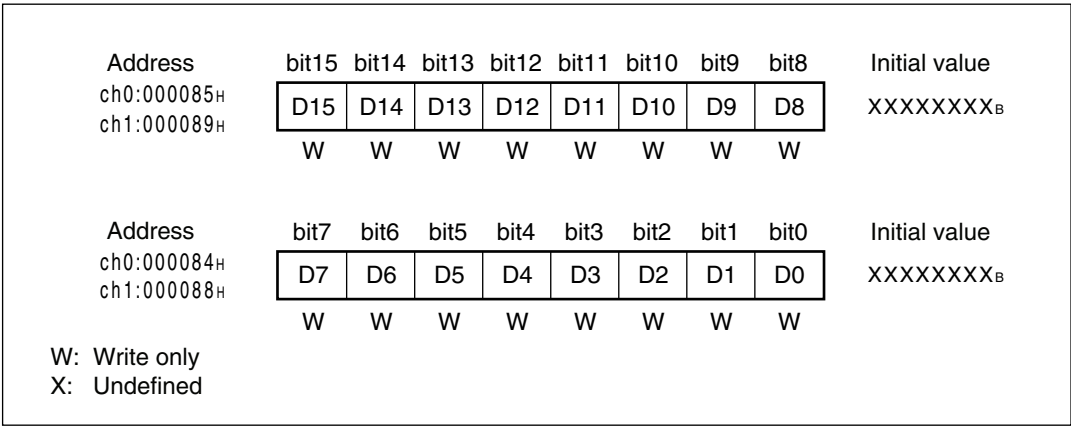 Address bit15 bit14 bit13 bit12 bit11 bit10 bit9 bit8 Initial value
ch0:000085H D15 D14 D13 D12 D11 D10 D9 D8 XXXXXXXXB
ch1:000089H
W W W W W W W W
Address bit7 bit6 bit5 bit4 bit3 bit2 bit1 bit0 Initial value
ch0:000084H D7 D6 D5 D4 D3 D2 D1 D0 XXXXXXXXB
ch1:000088H
W W W W W W W W
W: Write only
X: Undefined